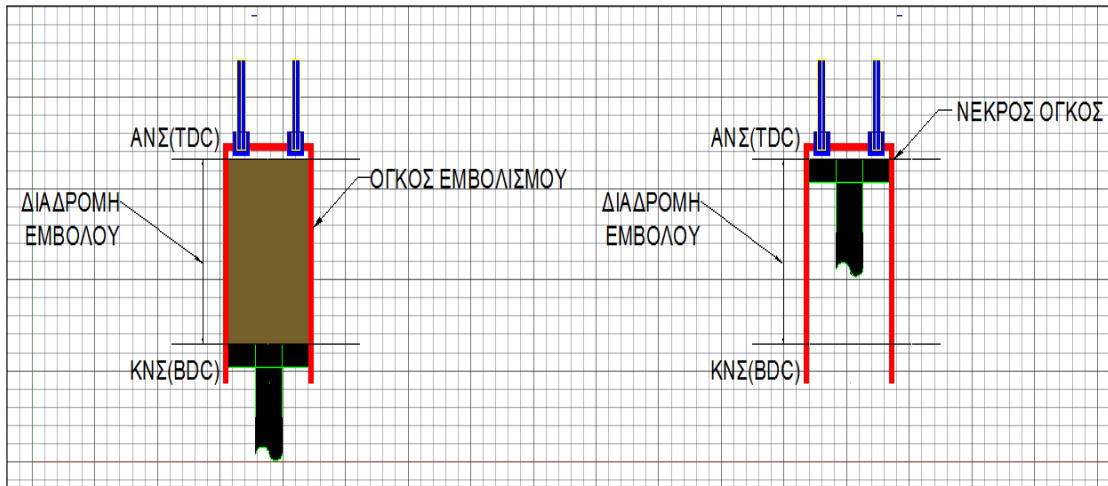 ΑΝΣ(TDC)
ΟΓΚΟΣ ΕΜΒΟΛΙΣΜΟΥ
ΔΙΑΔΡΟΜΗ
ΕΜΒΟΛΟΥ
ΚΝΣ(BDC)
ΝΕΚΡΟΣ ΟΓΚΟΣ
ΑΝΣ(TDC)
ΔΙΑΔΡΟΜΗ
ΕΜΒΟΛΟΥ
ΚΝΣ(BDC)